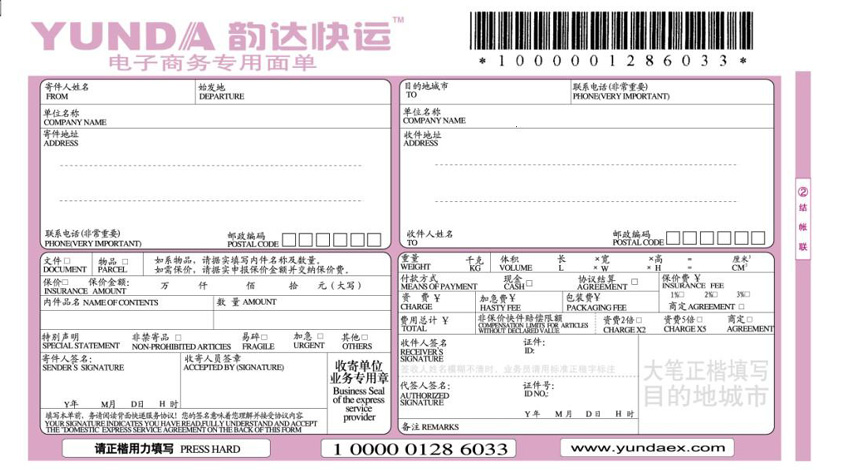 YUNDA 韵达快运™
电子商务专用面单
* 1 0 0 0 0 0 1 2 8 6 0 3 3 *
寄件人姓名 始发地
FROM DEPARTURE
单位名称
COMPANY NAME
寄件地址
ADDRESS
联系电话(非常重要) 邮政编码
PHONE(VERY IMPORTANT) POSTAL CODE
目的地城市 联系电话(非常重要)
TO PHONE(VERY IMPORTANT)
单位名称
COMPANY NAME
收件地址
ADDRESS
收件人姓名 邮政编码
TO POSTAL CODE
文件□ 物品 □ 如系物品，请据实填写内件名称及数量。
DOCUMENT PARCEL 如需保价，请据实申报保价金额并交纳保价费。
保价□ 保价金额: 万 仟 佰 拾 元（大写）
INSURANCE AMOUNT
内件品名 NAME OF CONTENTS 数 量 AMOUNT
特别声明 非禁寄品 □ 易碎□ 加急 □ 其他□
SPECIAL STATEMENT NON-PROHIBITED ARTICIES FRAGILE URGENT OTHERS
寄件人签名: 收寄人员签章
SENDER'S SIGNATURE ACCEPTED BY (SIGNATURE)
Y年 M月 D日 H 时
收寄单位
业务专用章
Business Seal
of the express
service
provider
填写本单前，务请阅读背面快递服务协议！您的签名意味着您理解并接受协议内容
YOUR SIGNATURE INDICATES YOU HAVE READ,FULLY UNDERSTAND AND ACCEPT
THE "DOMESTIC EXPRESS SERVICE AGREEMENT ON THE BACK OF THIS FORM
重量 千克 体积 长 ×宽 ×高 = 厘米³
WEIGHT KG VOLUME L × W × H = CM³
付款方式 现金□ 协议结算 □ 保价费 ¥
MEANS OF PAYMENT CASH AGREEMENT INSURANCE FEE
1%□ 2%□ 3%□
资 费 ¥ 加急费¥ 包装费¥
CHARGE HASTY FEE PACKAGING FEE 商定 AGREEMENT □
费用总计 ¥ 非保价快件赔偿限额 资费2倍□ 资费5倍□ 商定□
TOTAL COMPENSATION LIMITS FOR ARTICLES WITHOUT DECLARED VALUE CHARGE X2 CHARGE X5 AGREEMENT
收件人签名 证件:
RECEIVER'S ID:
SIGNATURE
签收人姓名模糊不清时，业务员请用标准正楷字标注
代签人签名: 证件号:
AUTHORIZED ID NO,:
SIGNATURE
Y 年 M 月 D日 H 时
备注 REMARKS
大笔正楷填写
目的地城市
②
结
帐
联
请正楷用力填写 PRESS HARD
1 0000 0128 6033
www.yundaex.com